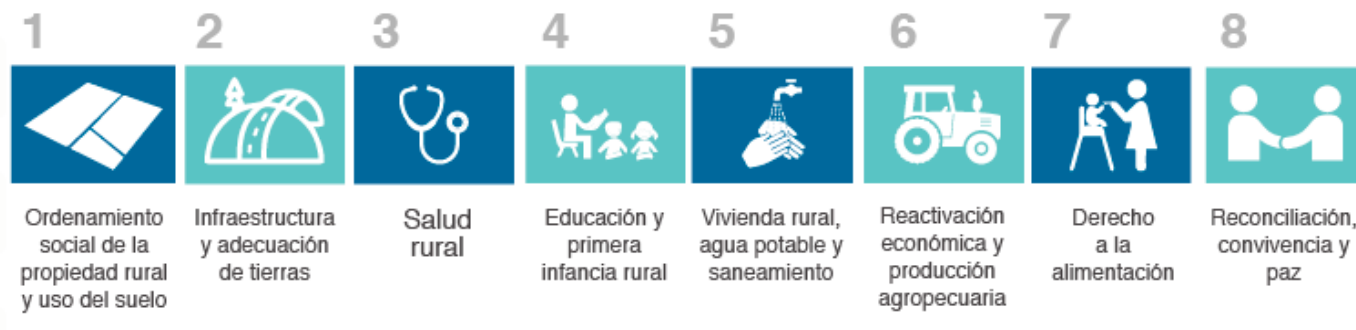 1
Ordenamiento
social de la
propiedad rural
y uso del suelo
2
Infraestructura
y adecuación
de tierras
3
Salud
rural
4
Educación y
primera
infancia rural
5
Vivienda rural,
agua potable y
saneamiento
6
Reactivación
económica y
producción
agropecuaria
7
Derecho
a la
alimentación
8
Reconciliación,
convivencia y
paz